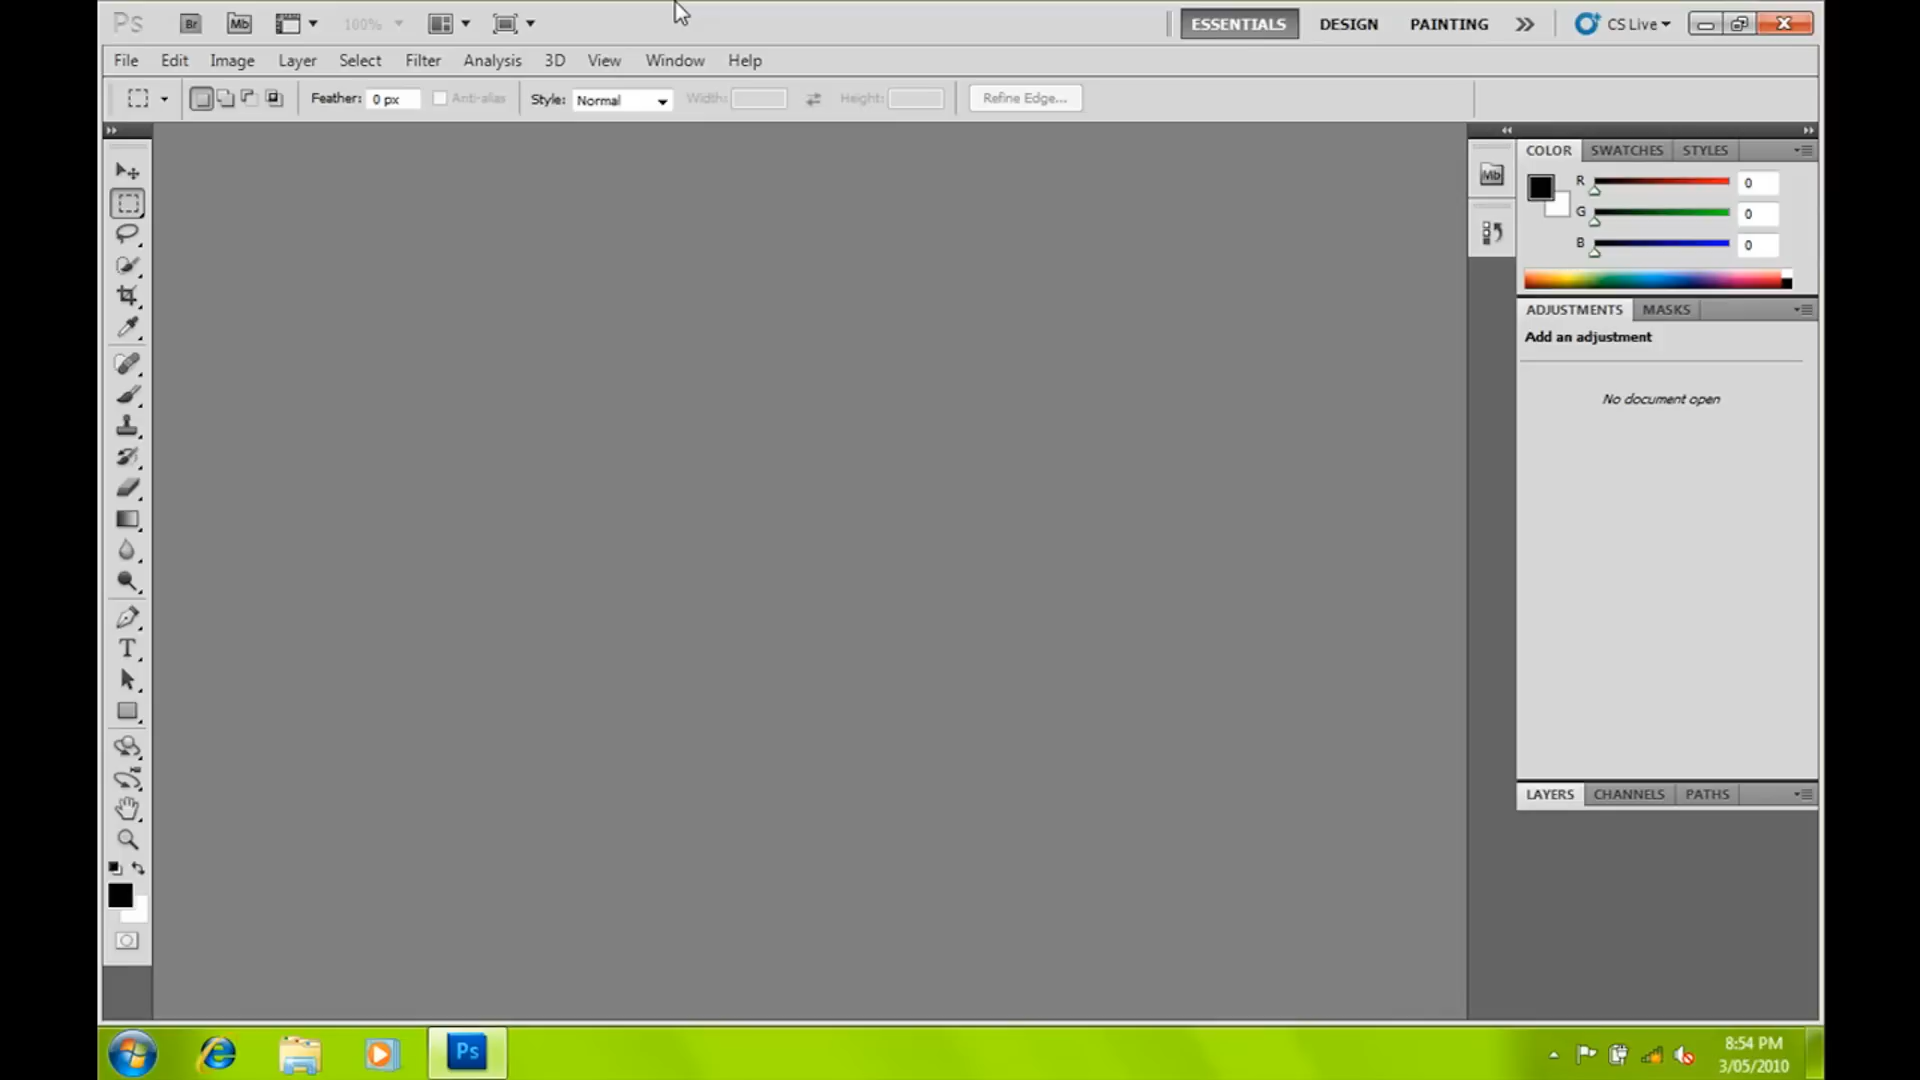 Ps Br Mb 100% ESSENTIALS DESIGN PAINTING CS Live
File Edit Image Layer Select Filter Analysis 3D View Window Help
Feather: 0 px Anti-alias Style: Normal Width: Height: Refine Edge...
COLOR SWATCHES STYLES
Mb
R 0
G 0
B 0
ADJUSTMENTS MASKS
Add an adjustment
No document open
T
LAYERS CHANNELS PATHS
Ps
8:54 PM
3/05/2010